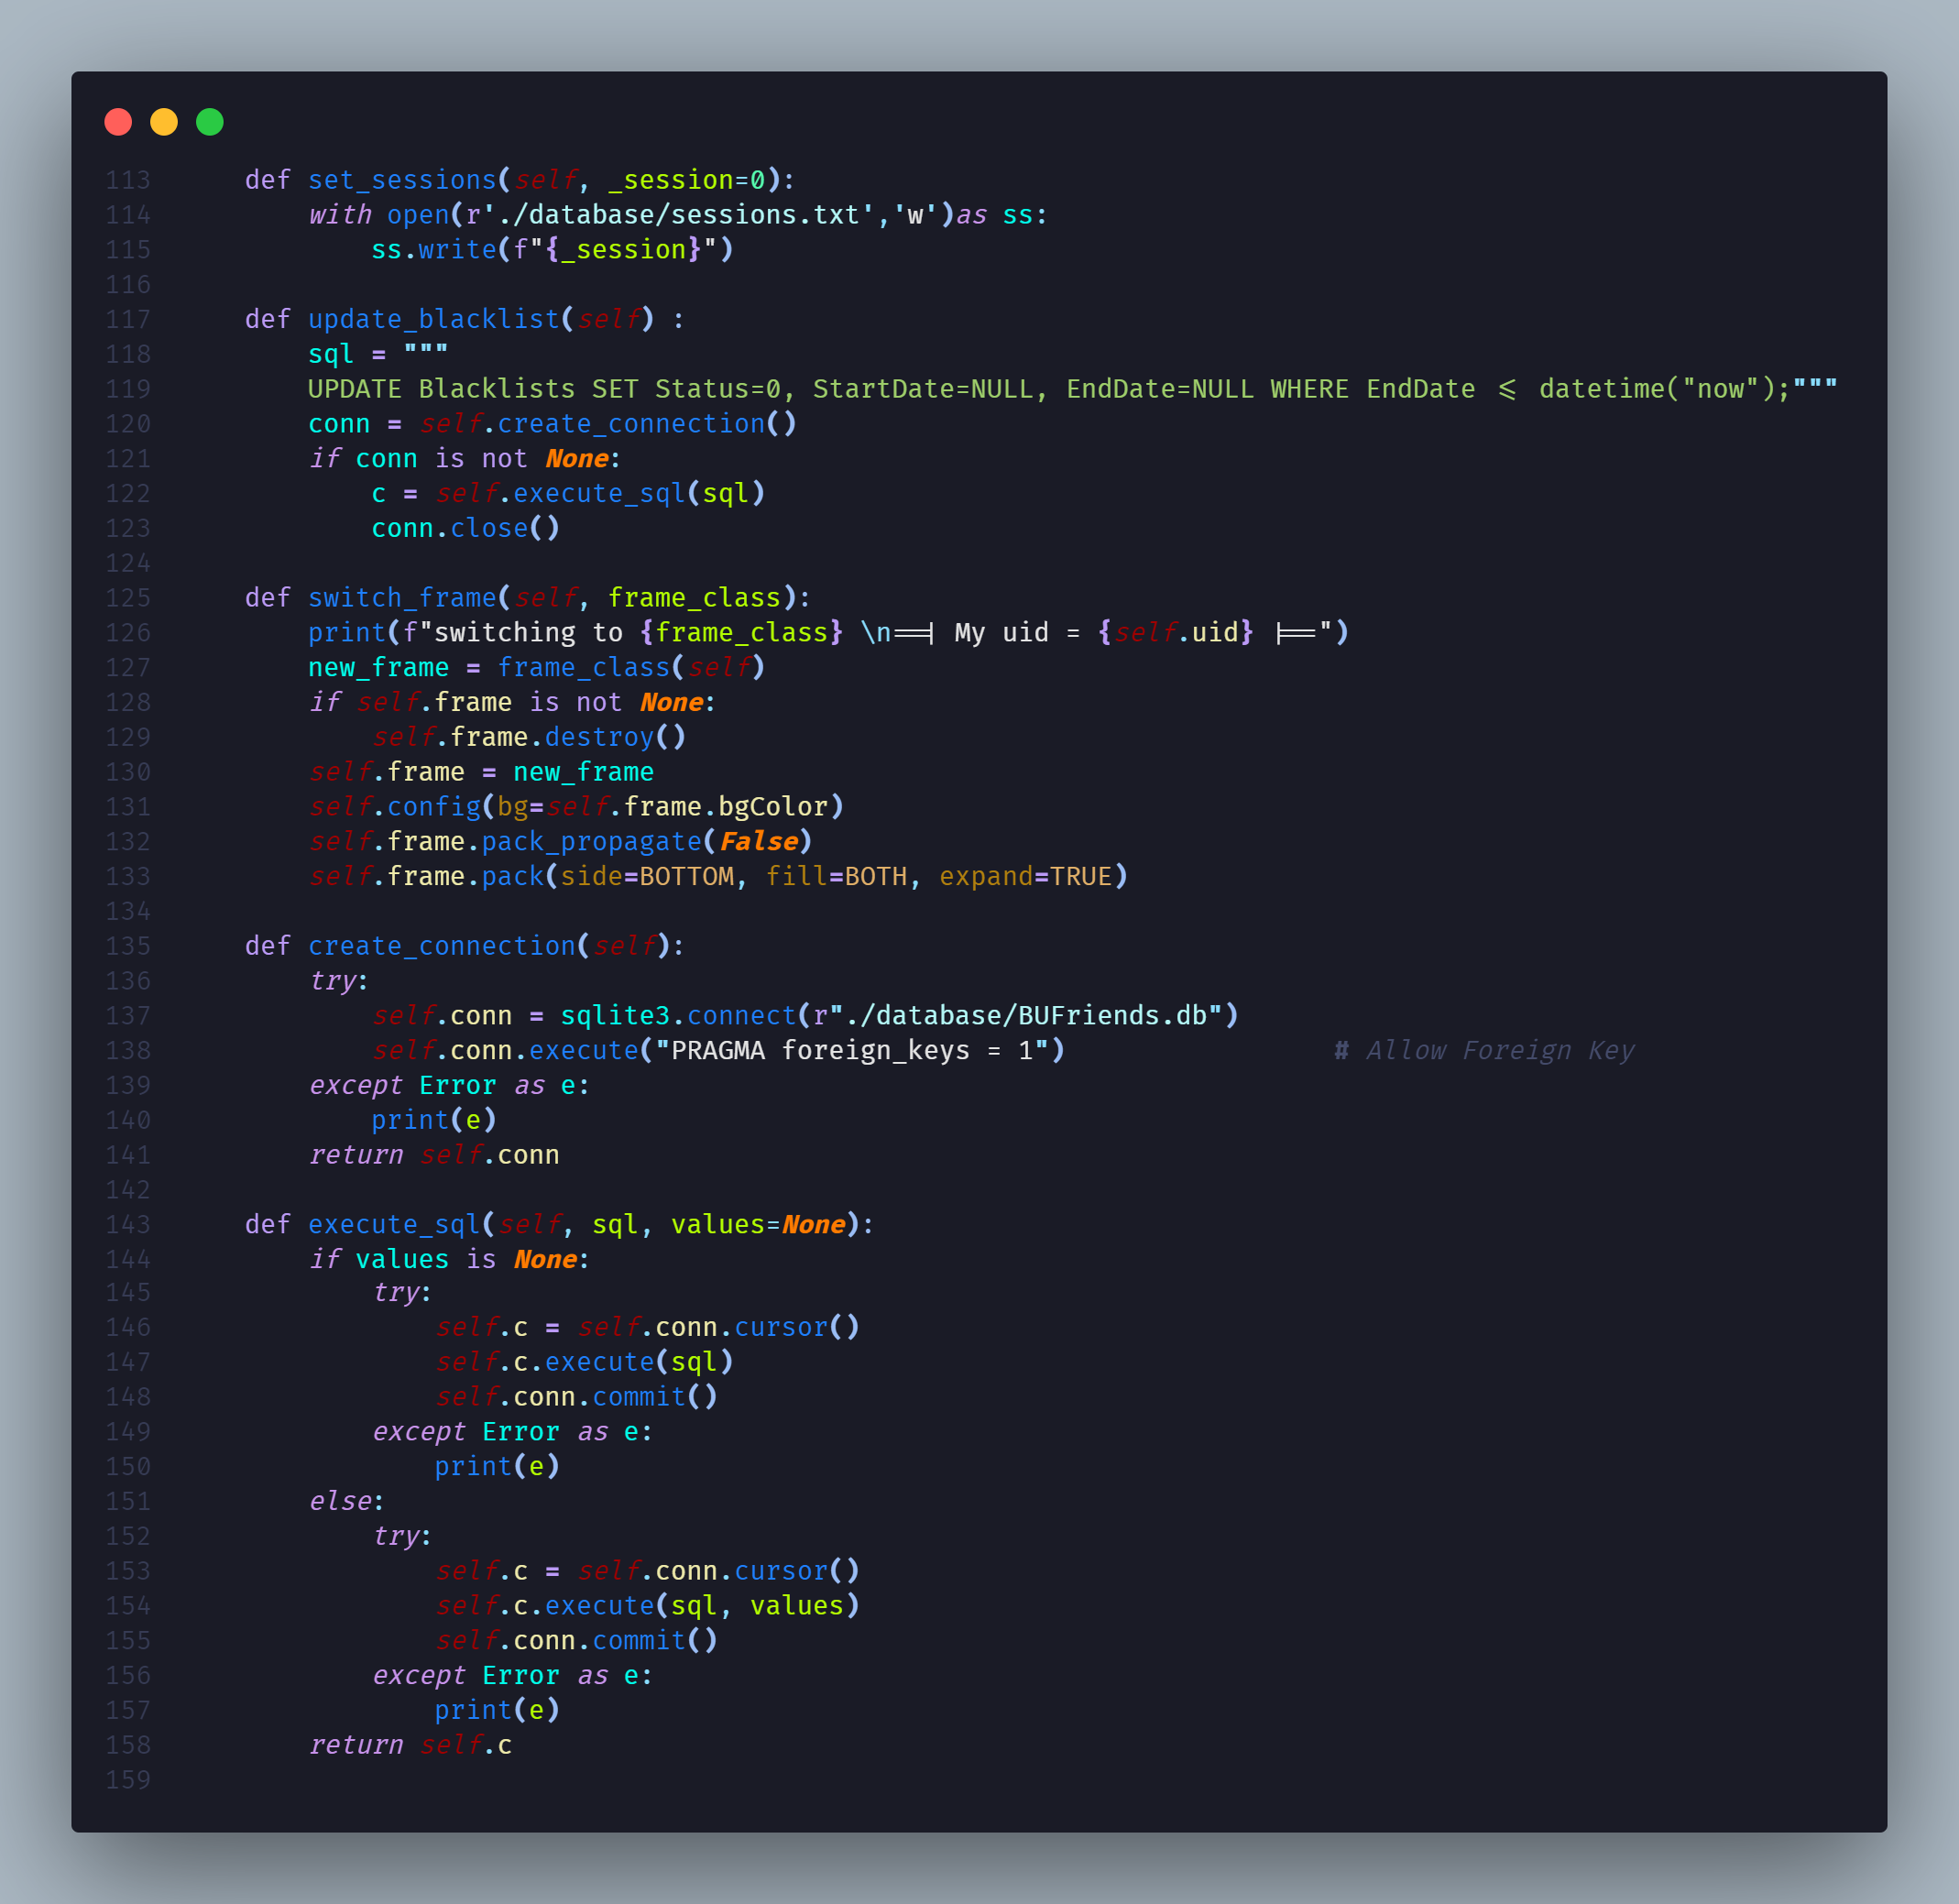 113      def set_sessions(self, _session=0):
114          with open(r'./database/sessions.txt','w')as ss:
115              ss.write(f"{_session}")
116
117      def update_blacklist(self) :
118          sql = """
119          UPDATE Blacklists SET Status=0, StartDate=NULL, EndDate=NULL WHERE EndDate <= datetime("now");"""
120          conn = self.create_connection()
121          if conn is not None:
122              c = self.execute_sql(sql)
123              conn.close()
124
125      def switch_frame(self, frame_class):
126          print(f"switching to {frame_class} \n==| My uid = {self.uid} |==")
127          new_frame = frame_class(self)
128          if self.frame is not None:
129              self.frame.destroy()
130          self.frame = new_frame
131          self.config(bg=self.frame.bgColor)
132          self.frame.pack_propagate(False)
133          self.frame.pack(side=BOTTOM, fill=BOTH, expand=TRUE)
134
135      def create_connection(self):
136          try:
137              self.conn = sqlite3.connect(r"./database/BUFriends.db")
138              self.conn.execute("PRAGMA foreign_keys = 1")                 # Allow Foreign Key
139          except Error as e:
140              print(e)
141          return self.conn
142
143      def execute_sql(self, sql, values=None):
144          if values is None:
145              try:
146                  self.c = self.conn.cursor()
147                  self.c.execute(sql)
148                  self.conn.commit()
149              except Error as e:
150                  print(e)
151          else:
152              try:
153                  self.c = self.conn.cursor()
154                  self.c.execute(sql, values)
155                  self.conn.commit()
156              except Error as e:
157                  print(e)
158          return self.c
159